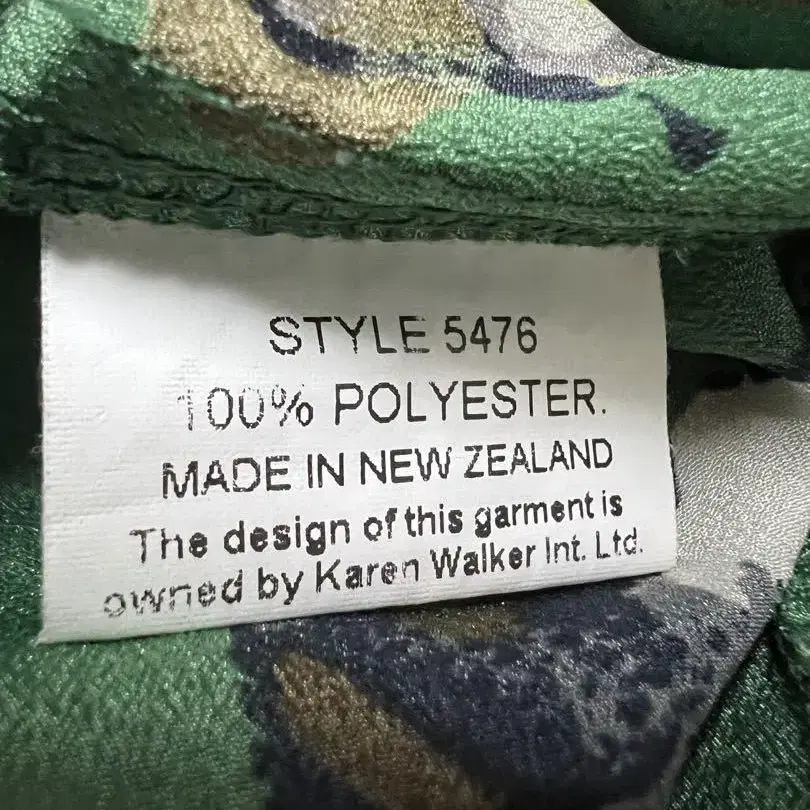 STYLE 5476
100% POLYESTER.
MADE IN NEW ZEALAND
The design of this garment is
owned by Karen Walker Int. Ltd.